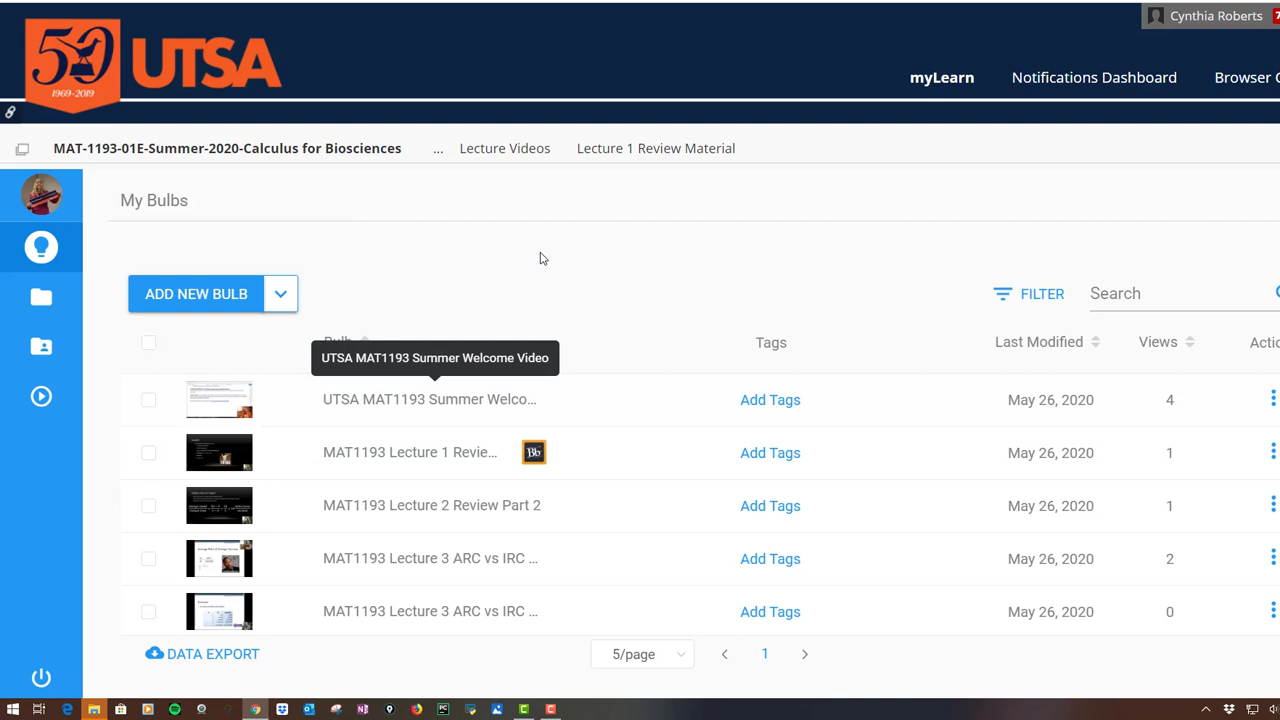 Cynthia Roberts
50 UTSA
1969-2019
myLearn Notifications Dashboard Browser
MAT-1193-01E-Summer-2020-Calculus for Biosciences ... Lecture Videos Lecture 1 Review Material
My Bulbs
ADD NEW BULB FILTER Search
Bulb Tags Last Modified Views Actio
UTSA MAT1193 Summer Welcome Video
UTSA MAT1193 Summer Welco... Add Tags May 26, 2020 4
MAT1193 Lecture 1 Revie... Bb Add Tags May 26, 2020 1
MAT1193 Lecture 2 Review Part 2 Add Tags May 26, 2020 1
MAT1193 Lecture 3 ARC vs IRC ... Add Tags May 26, 2020 2
MAT1193 Lecture 3 ARC vs IRC ... Add Tags May 26, 2020 0
DATA EXPORT 5/page 1